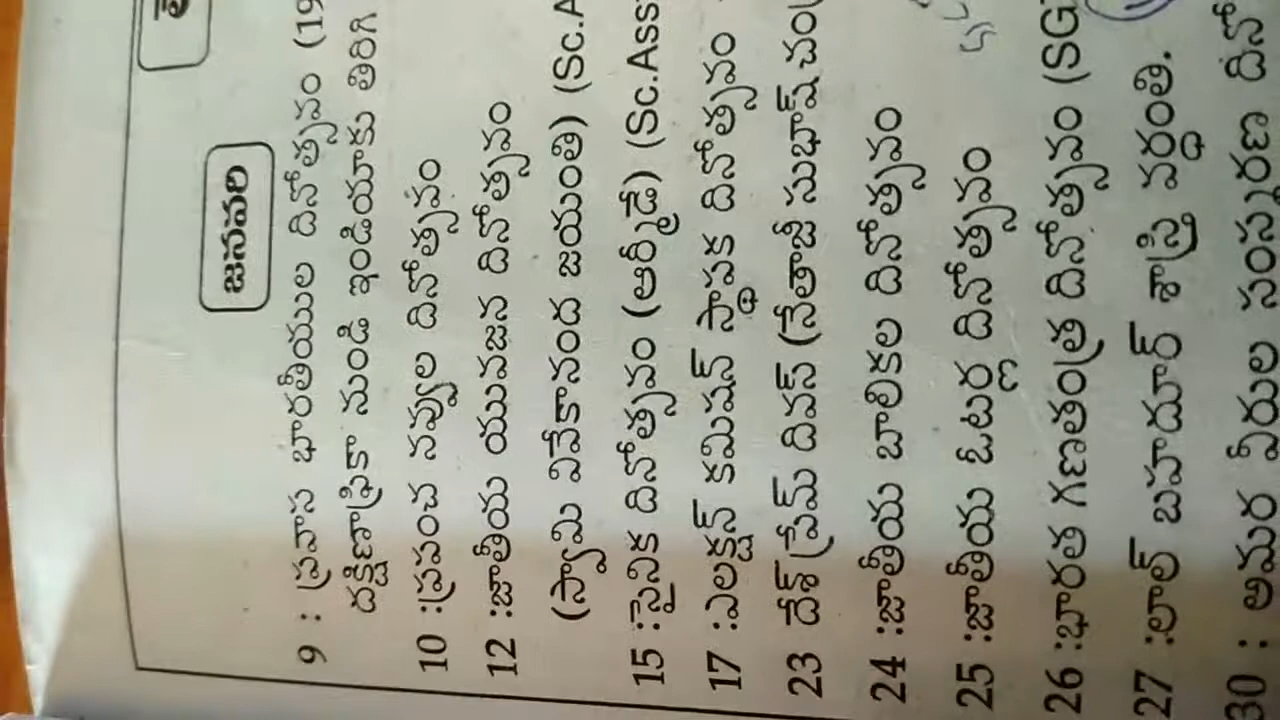 జనవరి
9 : ప్రవాస భారతీయుల దినోత్సవం (19
దక్షిణాఫ్రికా నుండి ఇండియాకు తిరిగి
10 :ప్రపంచ నవ్వుల దినోత్సవం
12 :జాతీయ యువజన దినోత్సవం
(స్వామి వివేకానంద జయంతి) (Sc.A
15 :సైనిక దినోత్సవం (ఆర్మీడే) (Sc.Ass
17 :ఎలక్షన్ కమిషన్ స్థాపక దినోత్సవం
23 దేశ్ ప్రేమ్ దివస్ (నేతాజీ సుభాష్ చం
24 :జాతీయ బాలికల దినోత్సవం
25 :జాతీయ ఓటర్ల దినోత్సవం
26 :భారత గణతంత్ర దినోత్సవం (SG
27 :లాల్ బహదూర్ శాస్త్రి వర్ధంతి.
30 : అమర వీరుల సంస్మరణ